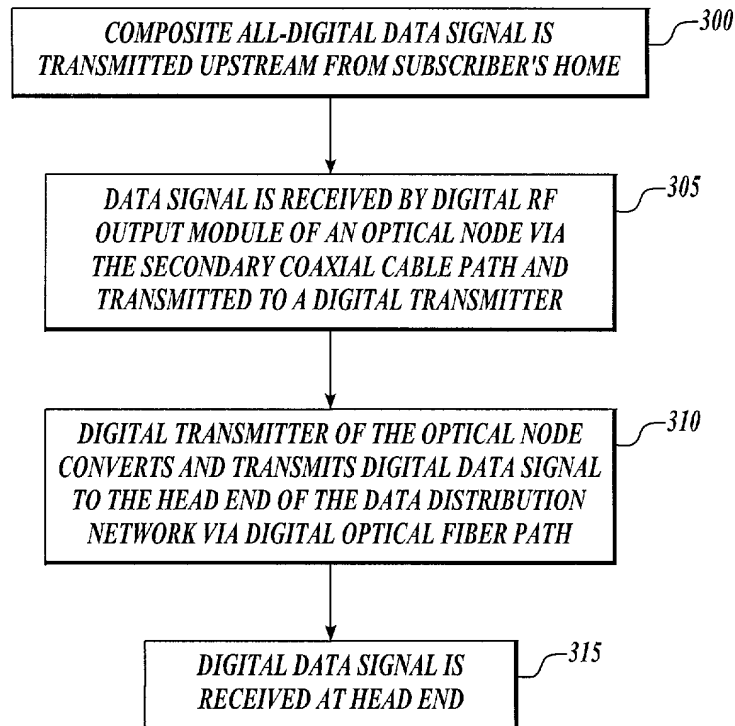 COMPOSITE ALL-DIGITAL DATA SIGNAL IS
TRANSMITTED UPSTREAM FROM SUBSCRIBER'S HOME
300
DATA SIGNAL IS RECEIVED BY DIGITAL RF
OUTPUT MODULE OF AN OPTICAL NODE VIA
THE SECONDARY COAXIAL CABLE PATH AND
TRANSMITTED TO A DIGITAL TRANSMITTER
305
DIGITAL TRANSMITTER OF THE OPTICAL NODE
CONVERTS AND TRANSMITS DIGITAL DATA SIGNAL
TO THE HEAD END OF THE DATA DISTRIBUTION
NETWORK VIA DIGITAL OPTICAL FIBER PATH
310
DIGITAL DATA SIGNAL IS
RECEIVED AT HEAD END
315